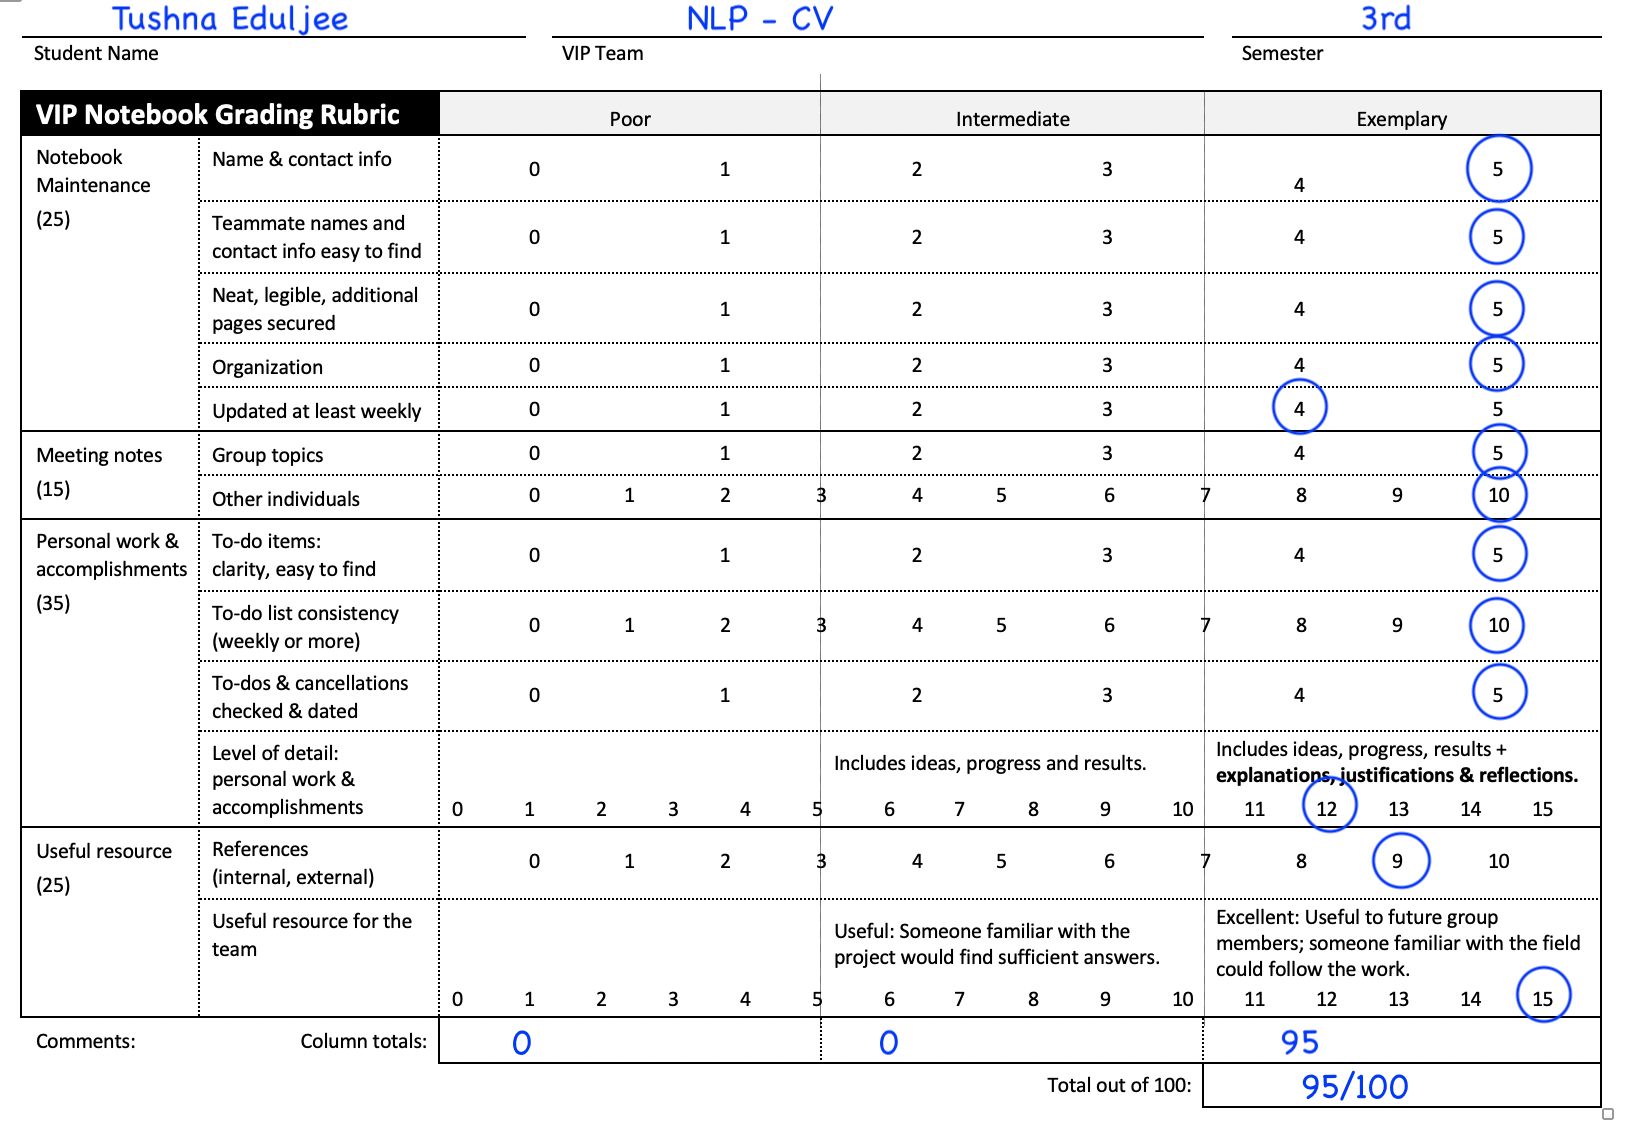 Tushna Eduljee NLP - CV 3rd
Student Name VIP Team Semester
VIP Notebook Grading Rubric Poor Intermediate Exemplary
Notebook Maintenance (25)
Name & contact info 0 1 2 3 4 5
Teammate names and contact info easy to find 0 1 2 3 4 5
Neat, legible, additional pages secured 0 1 2 3 4 5
Organization 0 1 2 3 4 5
Updated at least weekly 0 1 2 3 4 5
Meeting notes (15)
Group topics 0 1 2 3 4 5
Other individuals 0 1 2 3 4 5 6 7 8 9 10
Personal work & accomplishments (35)
To-do items: clarity, easy to find 0 1 2 3 4 5
To-do list consistency (weekly or more) 0 1 2 3 4 5 6 7 8 9 10
To-dos & cancellations checked & dated 0 1 2 3 4 5
Level of detail: personal work & accomplishments
Includes ideas, progress and results.
Includes ideas, progress, results + explanations, justifications & reflections.
0 1 2 3 4 5 6 7 8 9 10 11 12 13 14 15
Useful resource (25)
References (internal, external) 0 1 2 3 4 5 6 7 8 9 10
Useful resource for the team
Useful: Someone familiar with the project would find sufficient answers.
Excellent: Useful to future group members; someone familiar with the field could follow the work.
0 1 2 3 4 5 6 7 8 9 10 11 12 13 14 15
Comments: Column totals: 0 0 95
Total out of 100: 95/100